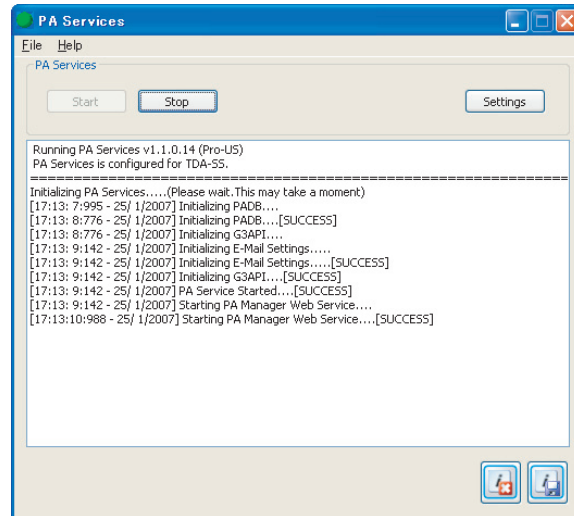 PA Services
File Help
PA Services
Start Stop Settings
Running PA Services v1.1.0.14 (Pro-US)
PA Services is configured for TDA-SS.
==================================================================
Initializing PA Services.....(Please wait.This may take a moment)
[17:13: 7:995 - 25/ 1/2007] Initializing PADB....
[17:13: 8:776 - 25/ 1/2007] Initializing PADB....[SUCCESS]
[17:13: 8:776 - 25/ 1/2007] Initializing G3API....
[17:13: 9:142 - 25/ 1/2007] Initializing E-Mail Settings.....
[17:13: 9:142 - 25/ 1/2007] Initializing E-Mail Settings.....[SUCCESS]
[17:13: 9:142 - 25/ 1/2007] Initializing G3API....[SUCCESS]
[17:13: 9:142 - 25/ 1/2007] PA Service Started....[SUCCESS]
[17:13: 9:142 - 25/ 1/2007] Starting PA Manager Web Service....
[17:13:10:988 - 25/ 1/2007] Starting PA Manager Web Service....[SUCCESS]